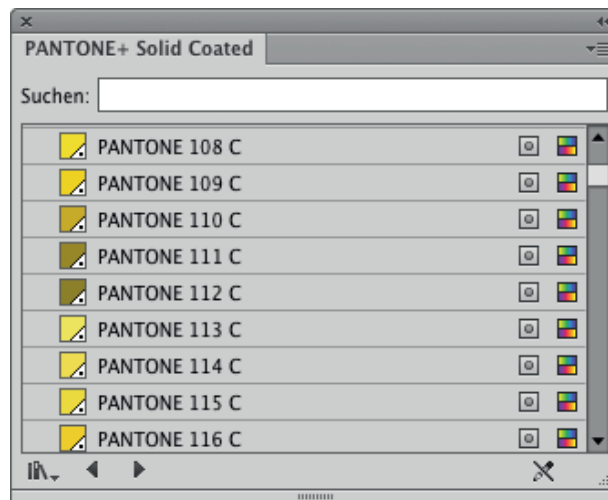 PANTONE+ Solid Coated
Suchen:
PANTONE 108 C
PANTONE 109 C
PANTONE 110 C
PANTONE 111 C
PANTONE 112 C
PANTONE 113 C
PANTONE 114 C
PANTONE 115 C
PANTONE 116 C